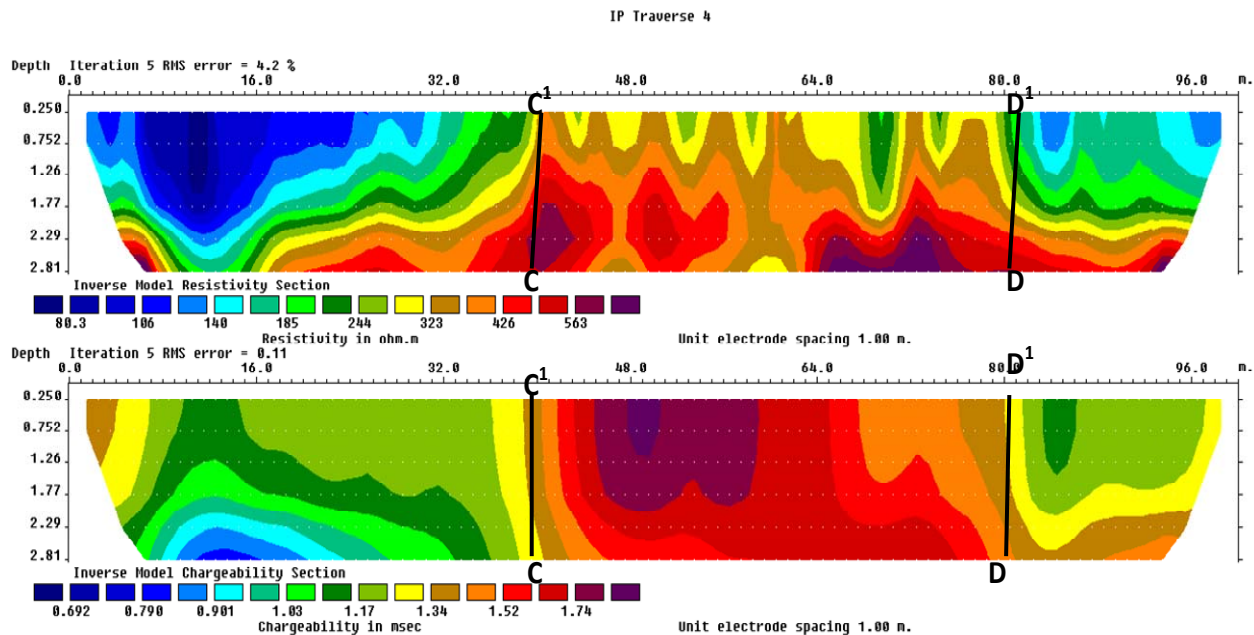 IP Traverse 4
Depth Iteration 5 RMS error = 4.2 %
0.0 16.0 32.0 48.0 64.0 80.0 96.0 m.
C¹ D¹
0.250
0.752
1.26
1.77
2.29
2.81
C D
Inverse Model Resistivity Section
80.3 106 140 185 244 323 426 563
Resistivity in ohm.m Unit electrode spacing 1.00 m.
Depth Iteration 5 RMS error = 0.11
0.0 16.0 32.0 48.0 64.0 80.0 96.0 m.
C¹ D¹
0.250
0.752
1.26
1.77
2.29
2.81
C D
Inverse Model Chargeability Section
0.692 0.790 0.901 1.03 1.17 1.34 1.52 1.74
Chargeability in msec Unit electrode spacing 1.00 m.